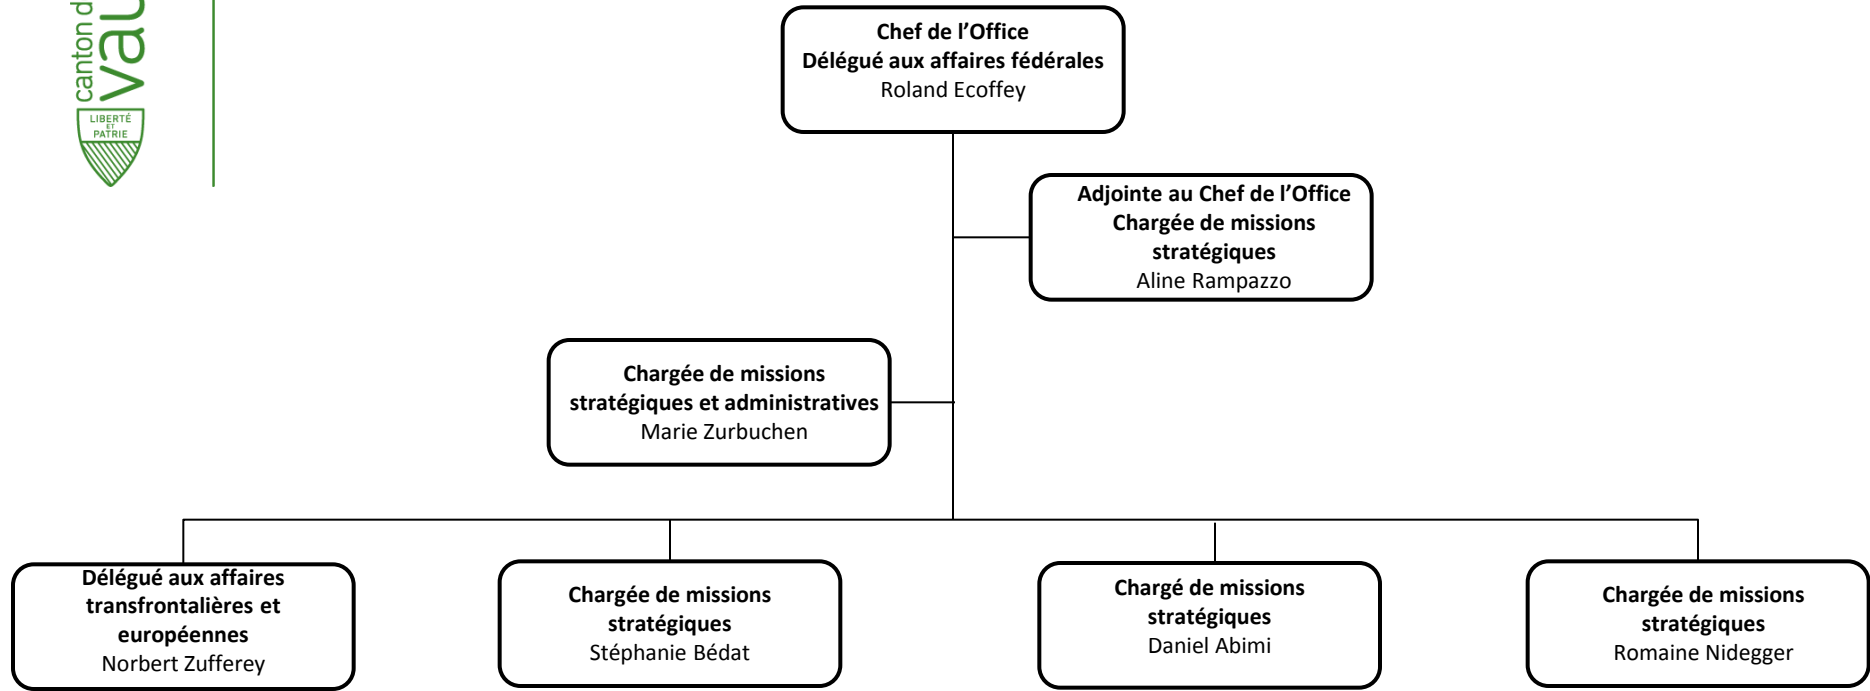 canton d
vau
LIBERTÉ
ET
PATRIE
Chef de l’Office
Délégué aux affaires fédérales
Roland Ecoffey
Adjointe au Chef de l’Office
Chargée de missions
stratégiques
Aline Rampazzo
Chargée de missions
stratégiques et administratives
Marie Zurbuchen
Délégué aux affaires
transfrontalières et
européennes
Norbert Zufferey
Chargée de missions
stratégiques
Stéphanie Bédat
Chargé de missions
stratégiques
Daniel Abimi
Chargée de missions
stratégiques
Romaine Nidegger